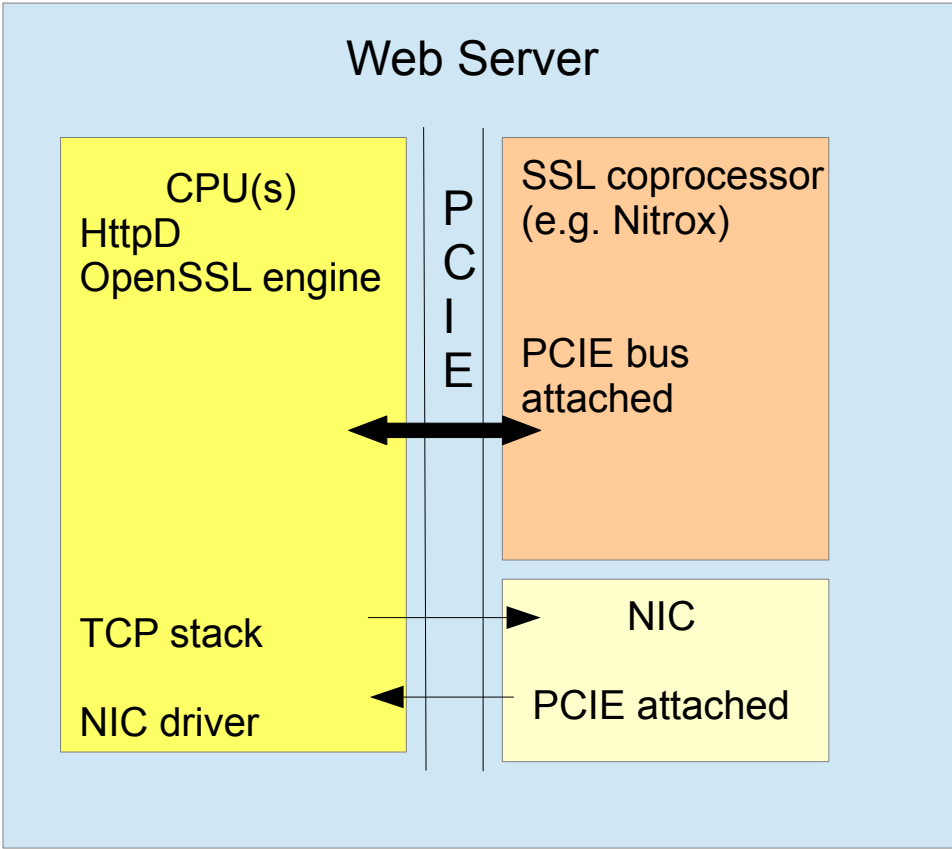 Web Server
CPU(s)
HttpD
OpenSSL engine
TCP stack
NIC driver
P
C
I
E
SSL coprocessor
(e.g. Nitrox)
PCIE bus
attached
NIC
PCIE attached